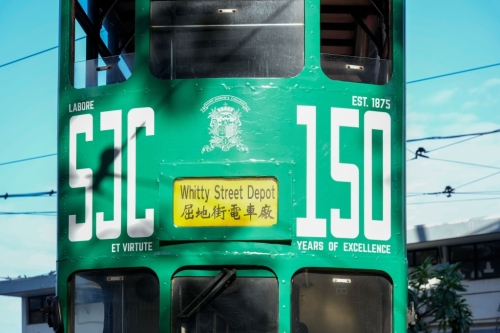 LABORE
SJC
ET VIRTUTE
EST. 1875
150
YEARS OF EXCELLENCE
Whitty Street Depot
屈地街電車廠